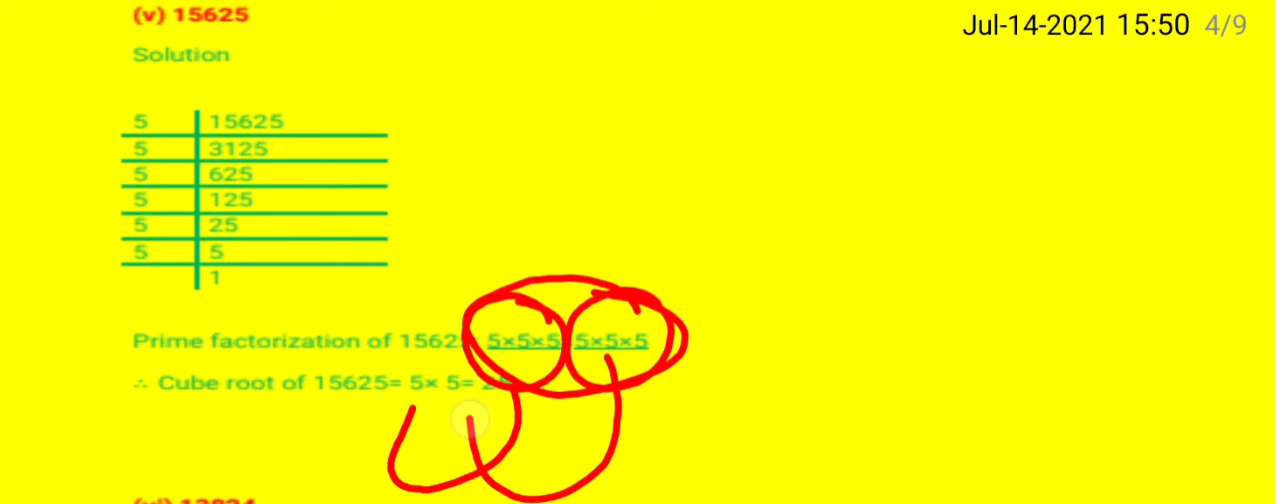 (v) 15625
Jul-14-2021 15:50 4/9
Solution
5 15625
5 3125
5 625
5 125
5 25
5 5
1
Prime factorization of 1562 5×5×5 5×5×5
∴ Cube root of 15625= 5× 5=